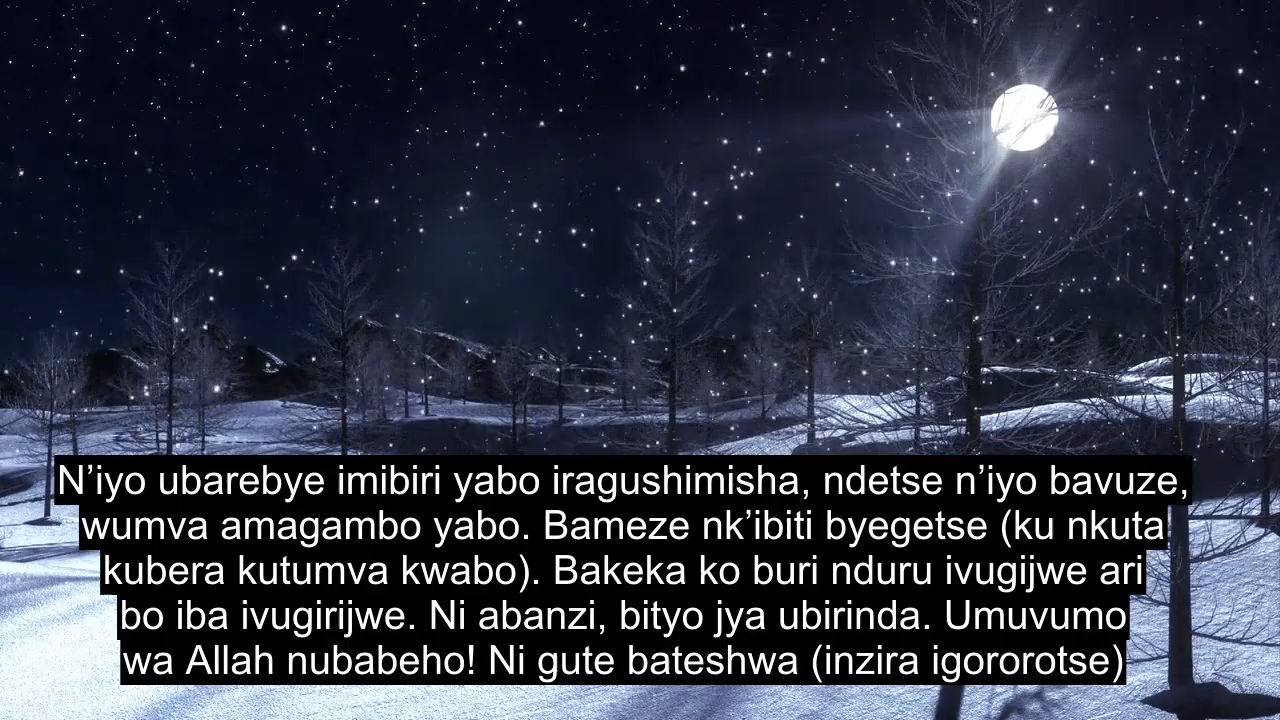 N’iyo ubarebye imibiri yabo iragushimisha, ndetse n’iyo bavuze,
wumva amagambo yabo. Bameze nk’ibiti byegetse (ku nkuta
kubera kutumva kwabo). Bakeka ko buri nduru ivugijwe ari
bo iba ivugirijwe. Ni abanzi, bityo jya ubirinda. Umuvumo
wa Allah nubabeho! Ni gute bateshwa (inzira igororotse)